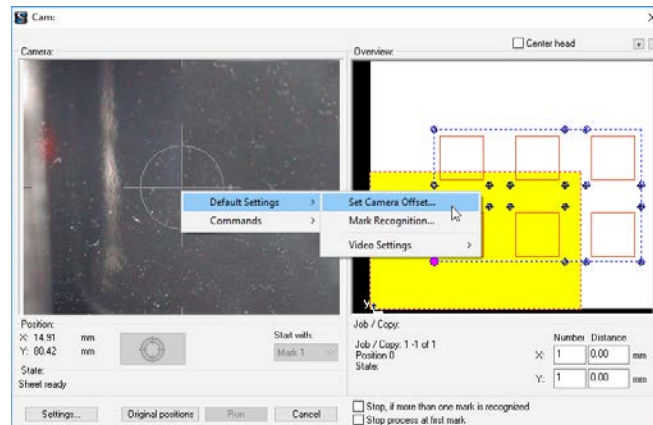 Cam:
Camera:
Overview:
Center head
Default Settings
Commands
Set Camera Offset...
Mark Recognition...
Video Settings
Y
Position:
X: 14.91 mm
Y: 80.42 mm
Start with:
Mark 1
State:
Sheet ready
Job / Copy:
Job / Copy: 1 -1 of 1
Position 0
State:
Number Distance
X: 1 0.00 mm
Y: 1 0.00 mm
Settings...
Original positions
Run
Cancel
Stop, if more than one mark is recognized
Stop process at first mark